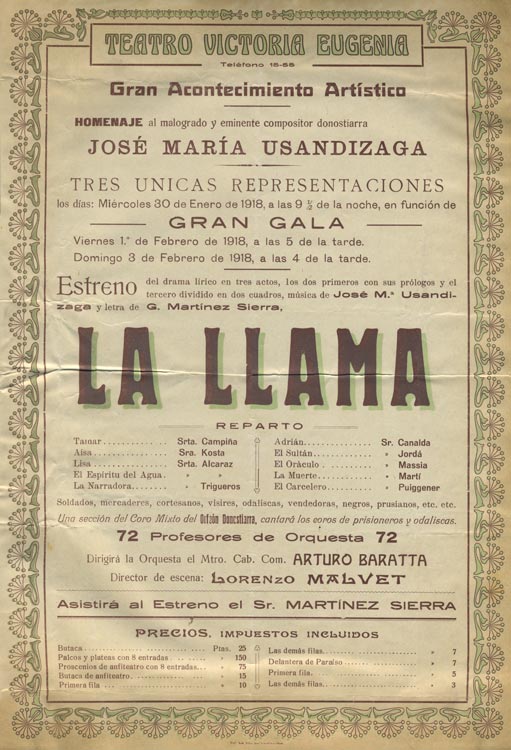 TEATRO VICTORIA EUGENIA
Teléfono 15-55
Gran Acontecimiento Artístico
HOMENAJE al malogrado y eminente compositor donostiarra
JOSÉ MARÍA USANDIZAGA
TRES UNICAS REPRESENTACIONES
los días: Miércoles 30 de Enero de 1918, a las 9 ½ de la noche, en función de
GRAN GALA
Viernes 1.º de Febrero de 1918, a las 5 de la tarde.
Domingo 3 de Febrero de 1918, a las 4 de la tarde.
Estreno del drama lírico en tres actos, los dos primeros con sus prólogos y el
tercero dividido en dos cuadros, música de José M.ª Usandi-
zaga y letra de G. Martínez Sierra,
LA LLAMA
REPARTO
Tamar . . . . . . . . . . . Srta. Campiña
Aisa . . . . . . . . . . . Sra. Kosta
Lisa . . . . . . . . . . . Srta. Alcaraz
El Espíritu del Agua. » »
La Narradora. . . . . . » Trigueros
Adrián. . . . . . . . . . . Sr. Canalda
El Sultán. . . . . . . . . . » Jordá
El Oráculo . . . . . . . . » Massia
La Muerte. . . . . . . . . » Martí
El Carcelero. . . . . . . » Puiggener
Soldados, mercaderes, cortesanos, visires, odaliscas, vendedoras, negros, prusianos, etc. etc.
Una sección del Coro Mixto del Orfeón Donostiarra, cantará los coros de prisioneros y odaliscas.
72 Profesores de Orquesta 72
Dirigirá la Orquesta el Mtro. Cab. Com. ARTURO BARATTA
Director de escena: LORENZO MALVET
Asistirá al Estreno el Sr. MARTÍNEZ SIERRA
PRECIOS, IMPUESTOS INCLUIDOS
Butaca . . . . . . . . . . . Ptas. 25
Palcos y plateas con 8 entradas . . . . . » 150
Proscenios de anfiteatro con 8 entradas. . . » 75
Butaca de anfiteatro. . . . . . . . . . . » 15
Primera fila . . . . . . . . . . . » 10
Las demás filas. . . . . . . . . . . » 7
Delantera de Paraiso . . . . . . . . . . . » 7
Primera fila. . . . . . . . . . . » 5
Las demás filas. . . . . . . . . . . » 3